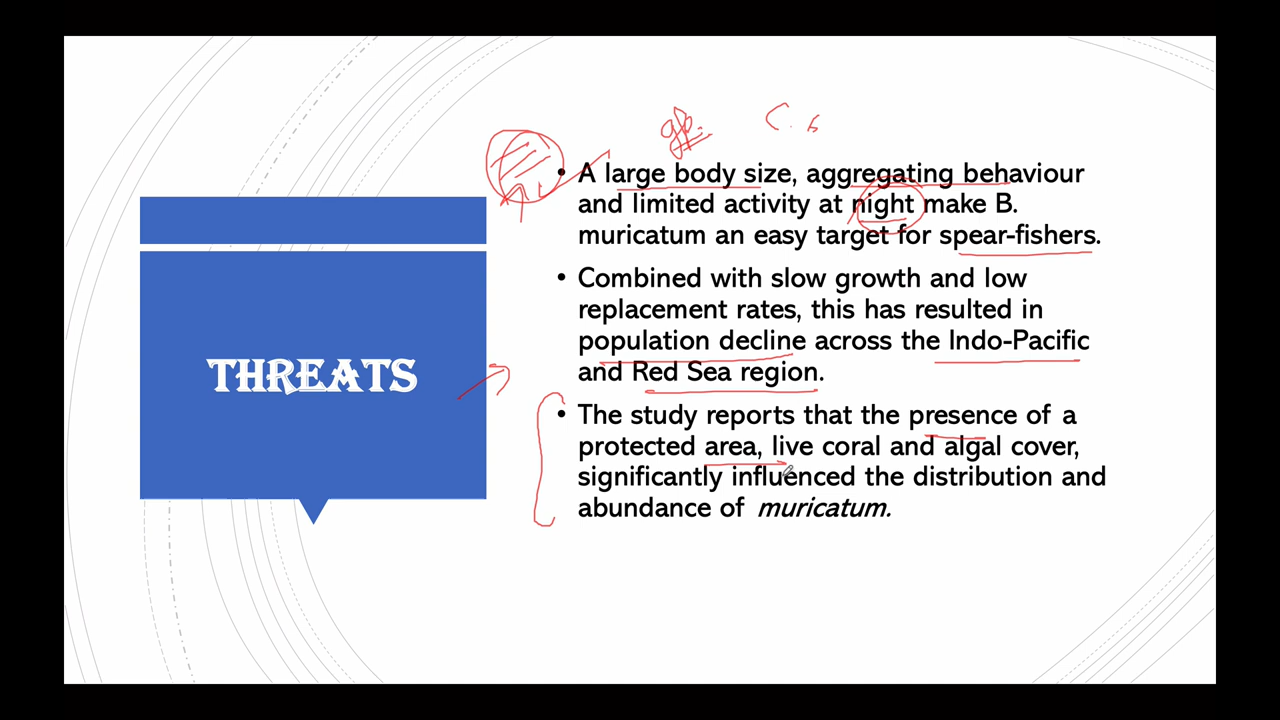 THREATS
• A large body size, aggregating behaviour
and limited activity at night make B.
muricatum an easy target for spear-fishers.
• Combined with slow growth and low
replacement rates, this has resulted in
population decline across the Indo-Pacific
and Red Sea region.
• The study reports that the presence of a
protected area, live coral and algal cover,
significantly influenced the distribution and
abundance of muricatum.